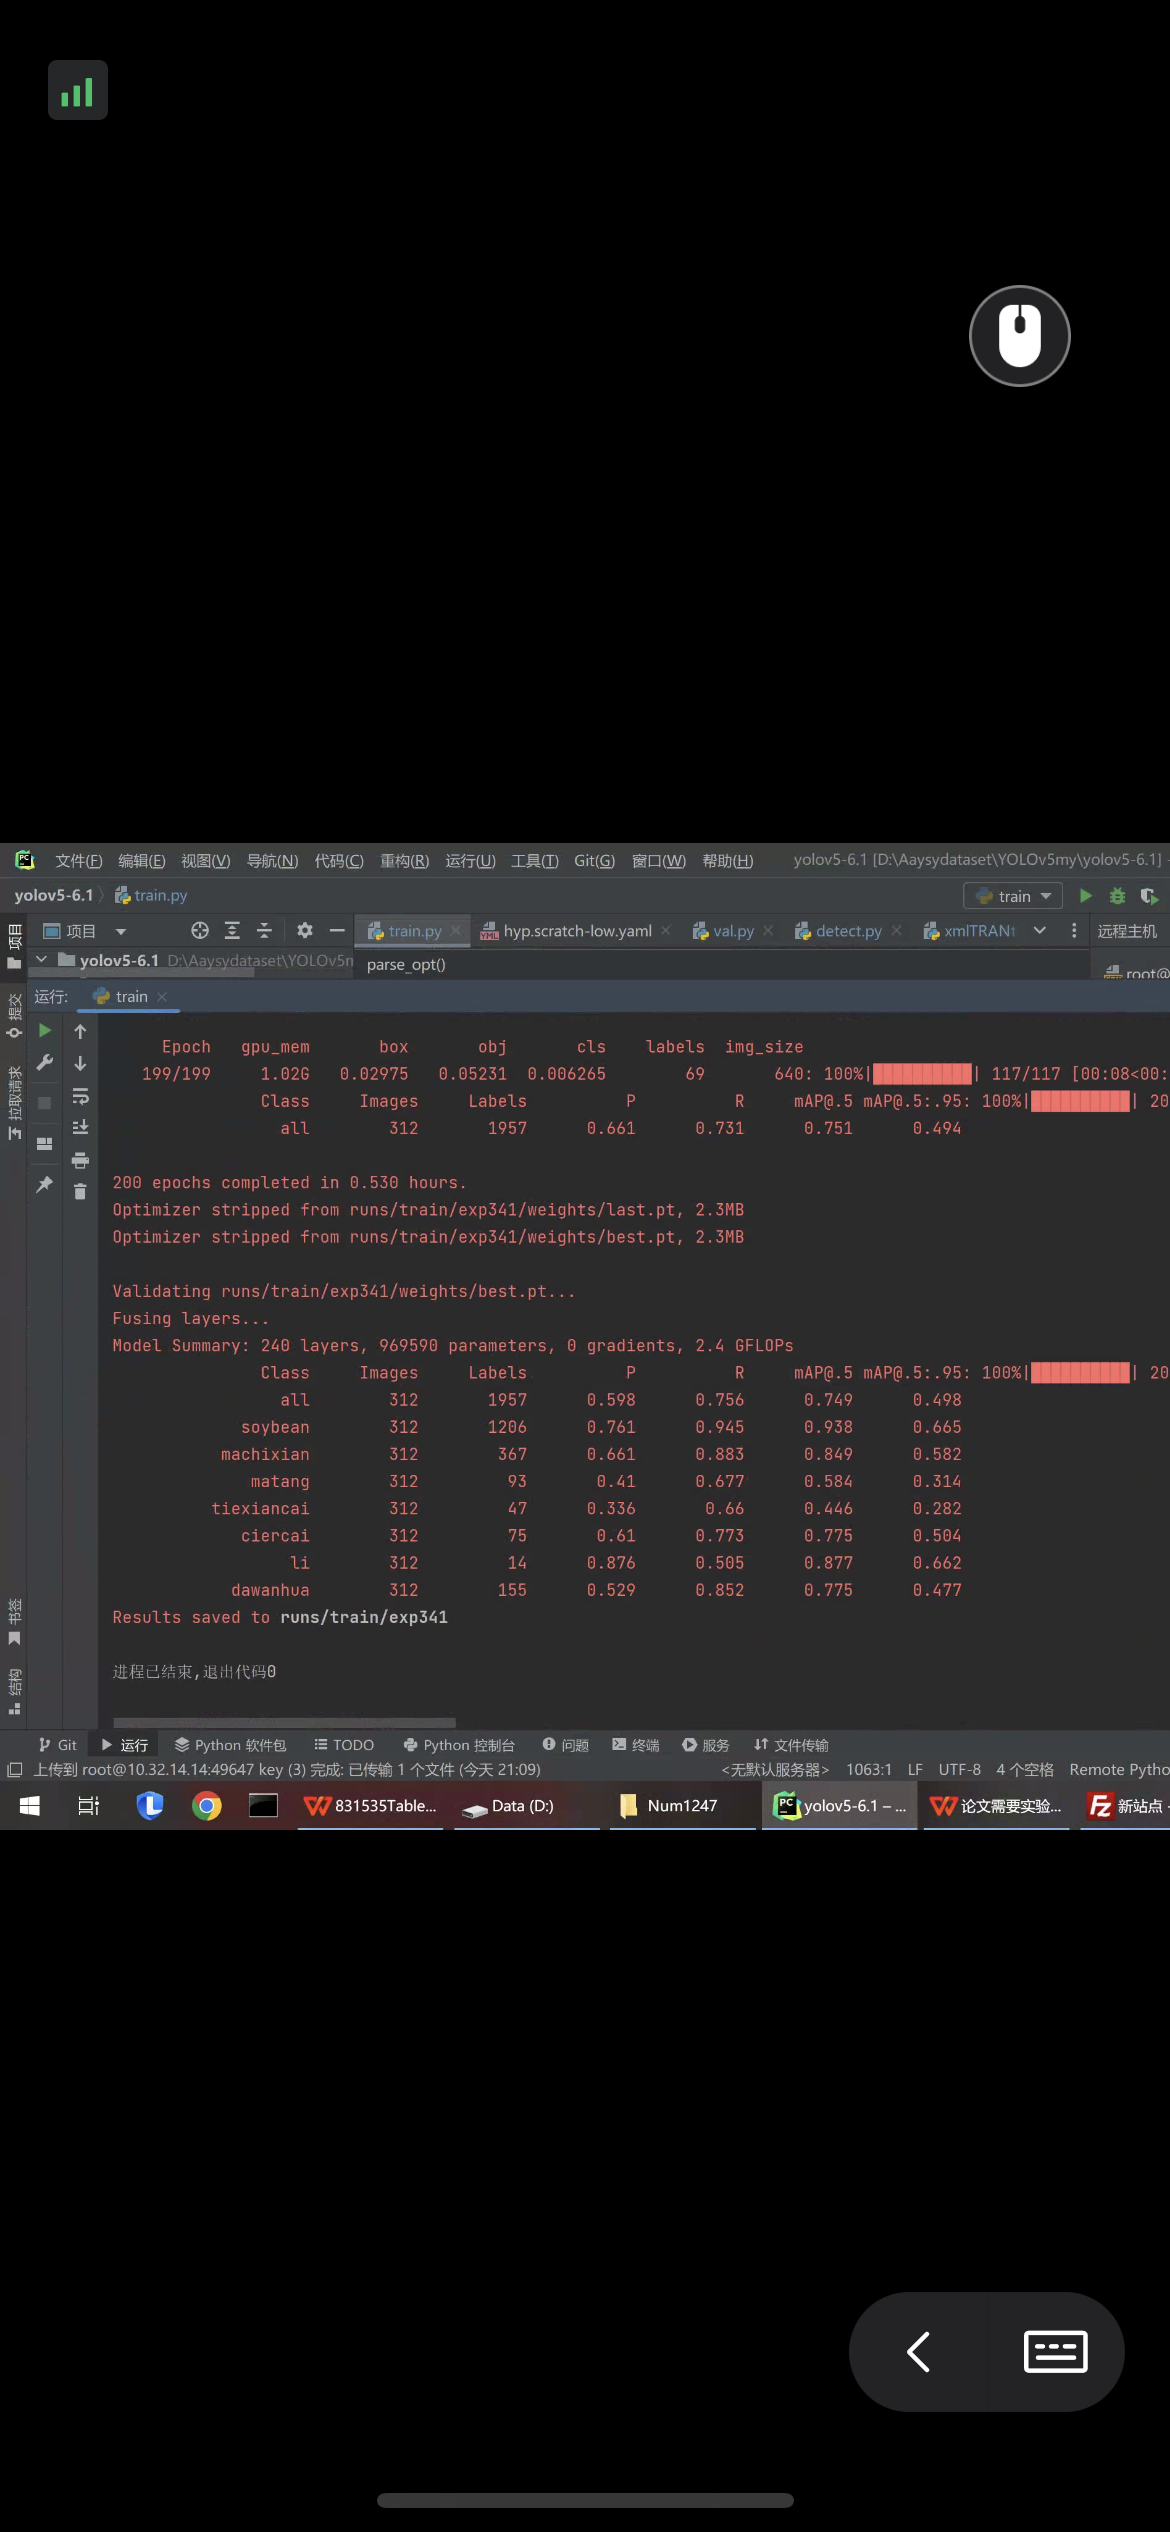 文件(F) 编辑(E) 视图(V) 导航(N) 代码(C) 重构(R) 运行(U) 工具(T) Git(G) 窗口(W) 帮助(H) yolov5-6.1 [D:\Aaysydataset\YOLOv5my\yolov5-6.1] -
yolov5-6.1 train.py train
项目 train.py hyp.scratch-low.yaml val.py detect.py xmlTRAN 远程主机
yolov5-6.1 D:\Aaysydataset\YOLOv5m parse_opt() root@
运行: train
项目
提交
拉取请求
书签
结构
Epoch gpu_mem box obj cls labels img_size
199/199 1.02G 0.02975 0.05231 0.006265 69 640: 100%| | 117/117 [00:08<00:
Class Images Labels P R mAP@.5 mAP@.5:.95: 100%| | 20
all 312 1957 0.661 0.731 0.751 0.494
200 epochs completed in 0.530 hours.
Optimizer stripped from runs/train/exp341/weights/last.pt, 2.3MB
Optimizer stripped from runs/train/exp341/weights/best.pt, 2.3MB
Validating runs/train/exp341/weights/best.pt...
Fusing layers...
Model Summary: 240 layers, 969590 parameters, 0 gradients, 2.4 GFLOPs
Class Images Labels P R mAP@.5 mAP@.5:.95: 100%| | 20
all 312 1957 0.598 0.756 0.749 0.498
soybean 312 1206 0.761 0.945 0.938 0.665
machixian 312 367 0.661 0.883 0.849 0.582
matang 312 93 0.41 0.677 0.584 0.314
tiexiancai 312 47 0.336 0.66 0.446 0.282
ciercai 312 75 0.61 0.773 0.775 0.504
li 312 14 0.876 0.505 0.877 0.662
dawanhua 312 155 0.529 0.852 0.775 0.477
Results saved to runs/train/exp341
进程已结束,退出代码0
Git 运行 Python 软件包 TODO Python 控制台 问题 终端 服务 文件传输
上传到 root@10.32.14.14:49647 key (3) 完成: 已传输 1 个文件 (今天 21:09) <无默认服务器> 1063:1 LF UTF-8 4 个空格 Remote Pytho
831535Table... Data (D:) Num1247 yolov5-6.1 – ... 论文需要实验... 新站点 -